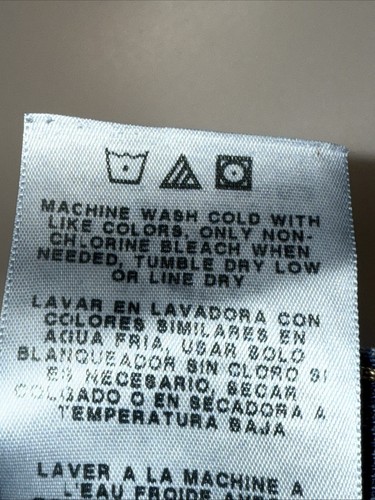 MACHINE WASH COLD WITH
LIKE COLORS, ONLY NON-
CHLORINE BLEACH WHEN
NEEDED, TUMBLE DRY LOW
OR LINE DRY
LAVAR EN LAVADORA CON
COLORES SIMILARES EN
AGUA FRIA, USAR SOLO
BLANQUEADOR SIN CLORO SI
ES NECESARIO, SECAR
COLGADO O EN SECADORA A
TEMPERATURA BAJA
LAVER A LA MACHINE A
L'EAU FROIDE